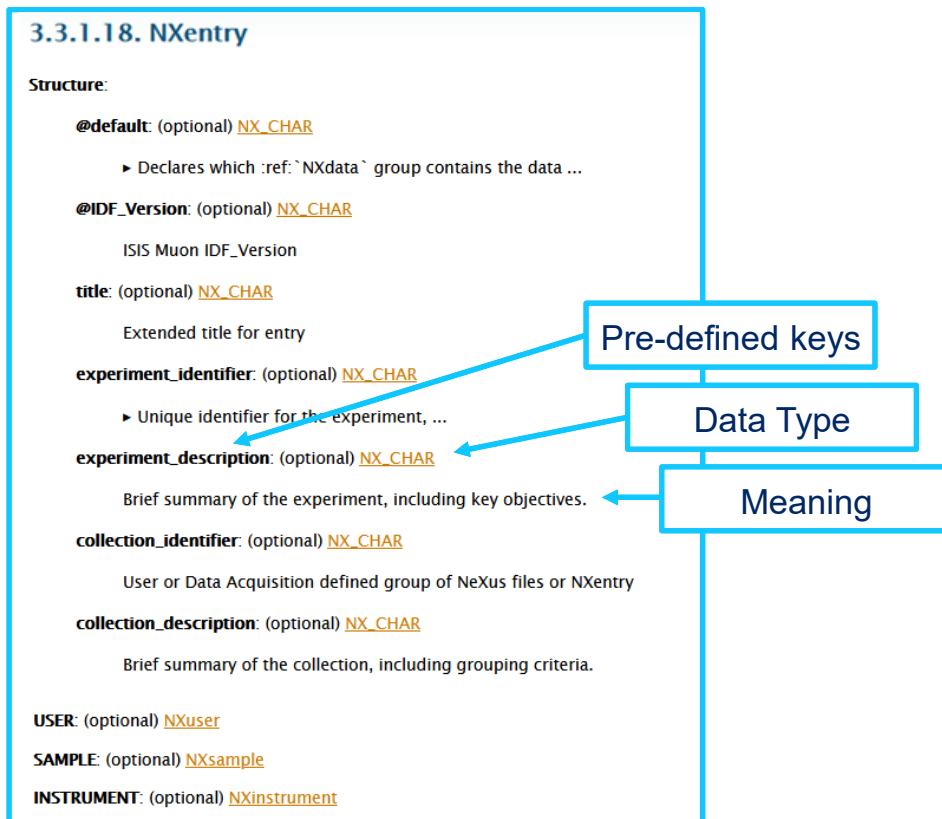 3.3.1.18. NXentry
Structure:
@default: (optional) NX_CHAR
▸ Declares which :ref:`NXdata` group contains the data ...
@IDF_Version: (optional) NX_CHAR
ISIS Muon IDF_Version
title: (optional) NX_CHAR
Extended title for entry
Pre-defined keys
experiment_identifier: (optional) NX_CHAR
▸ Unique identifier for the experiment, ...
Data Type
experiment_description: (optional) NX_CHAR
Brief summary of the experiment, including key objectives.
Meaning
collection_identifier: (optional) NX_CHAR
User or Data Acquisition defined group of NeXus files or NXentry
collection_description: (optional) NX_CHAR
Brief summary of the collection, including grouping criteria.
USER: (optional) NXuser
SAMPLE: (optional) NXsample
INSTRUMENT: (optional) NXinstrument